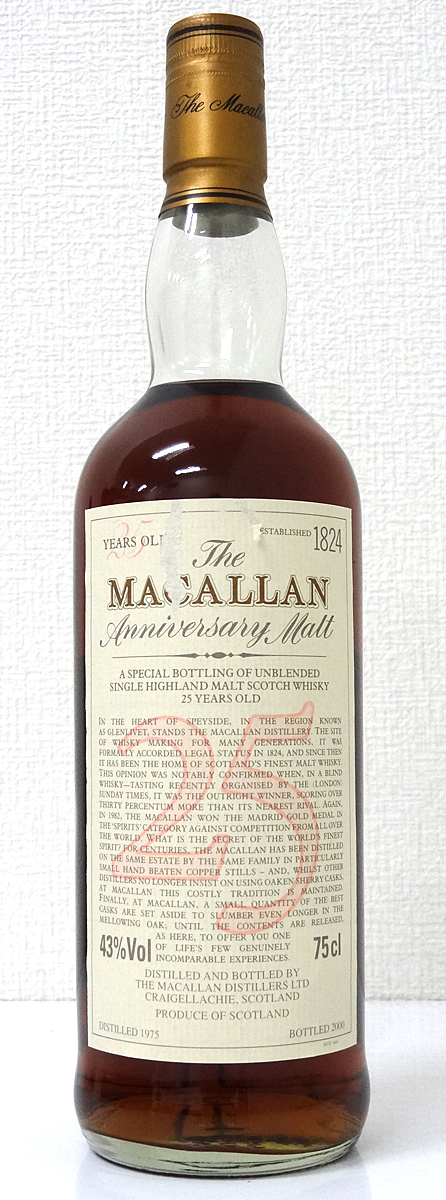 The Macall
25 ESTABLISHED 1824
YEARS OLD
The
MACALLAN
Anniversary Malt
A SPECIAL BOTTLING OF UNBLENDED
SINGLE HIGHLAND MALT SCOTCH WHISKY
25 YEARS OLD
25
IN THE HEART OF SPEYSIDE, IN THE REGION KNOWN
AS GLENLIVET, STANDS THE MACALLAN DISTILLERY. THE SITE
OF WHISKY MAKING FOR MANY GENERATIONS, IT WAS
FORMALLY ACCORDED LEGAL STATUS IN 1824, AND SINCE THEN
IT HAS BEEN THE HOME OF SCOTLAND'S FINEST MALT WHISKY.
THIS OPINION WAS NOTABLY CONFIRMED WHEN, IN A BLIND
WHISKY-TASTING RECENTLY ORGANISED BY THE (LONDON)
SUNDAY TIMES, IT WAS THE OUTRIGHT WINNER, SCORING OVER
THIRTY PERCENTUM MORE THAN ITS NEAREST RIVAL. AGAIN,
IN 1982, THE MACALLAN WON THE MADRID GOLD MEDAL IN
THE 'SPIRITS' CATEGORY AGAINST COMPETITION FROM ALL OVER
THE WORLD. WHAT IS THE SECRET OF THE WORLD'S FINEST
SPIRIT? FOR CENTURIES, THE MACALLAN HAS BEEN DISTILLED
ON THE SAME ESTATE BY THE SAME FAMILY IN PARTICULARLY
SMALL HAND BEATEN COPPER STILLS – AND, WHILE OTHER
DISTILLERS NO LONGER INSIST ON USING OAKEN SHERRY CASKS,
AT MACALLAN THIS COSTLY TRADITION IS MAINTAINED.
FINALLY, AT MACALLAN, A SMALL QUANTITY OF THE BEST
CASKS ARE SET ASIDE TO SLUMBER EVEN LONGER IN THE
MELLOWING OAK; UNTIL THE CONTENTS ARE RELEASED,
AS HERE, TO OFFER YOU ONE
OF LIFE'S FEW GENUINELY
INCOMPARABLE EXPERIENCES.
43%Vol 75cl
DISTILLED AND BOTTLED BY
THE MACALLAN DISTILLERS LTD
CRAIGELLACHIE, SCOTLAND
PRODUCE OF SCOTLAND
DISTILLED 1975 BOTTLED 2000